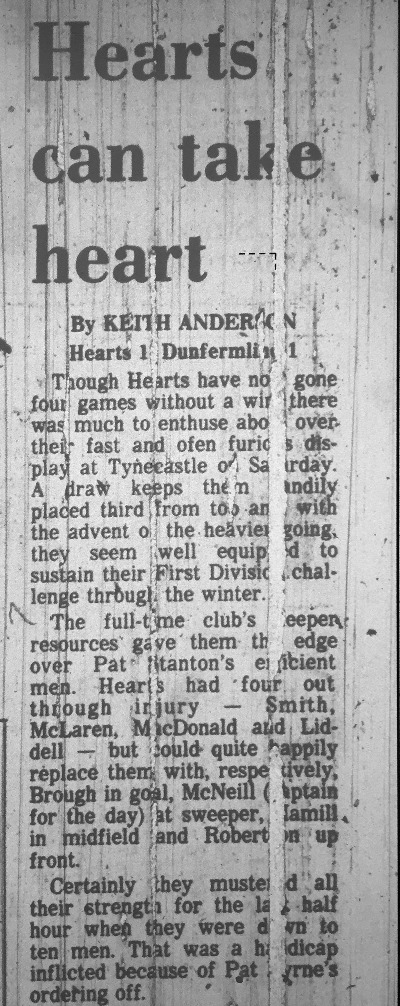 Hearts
can take
heart
By KEITH ANDERSON
Hearts 1 Dunfermline 1
Though Hearts have now gone
four games without a win there
was much to enthuse about over
their fast and ofen furious dis-
play at Tynecastle on Saturday.
A draw keeps them handily
placed third from top and with
the advent of the heavier going,
they seem well equipped to
sustain their First Division chal-
lenge through the winter.
The full-time club's deeper
resources gave them the edge
over Pat Stanton's efficient
men. Hearts had four out
through injury — Smith,
McLaren, MacDonald and Lid-
dell — but could quite happily
replace them with, respectively,
Brough in goal, McNeill (captain
for the day) at sweeper, Hamill
in midfield and Robertson up
front.
Certainly they mustered all
their strength for the last half
hour when they were down to
ten men. That was a handicap
inflicted because of Pat Byrne's
ordering off.